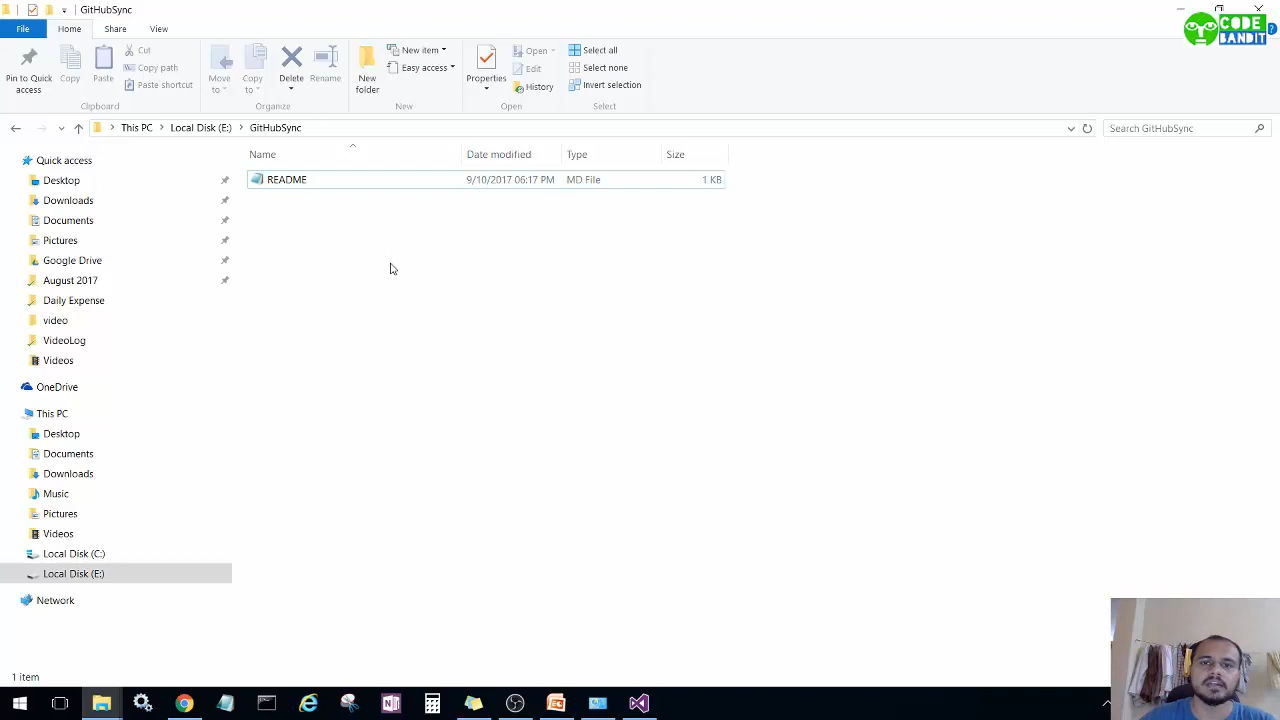 GitHubSync
File Home Share View
CODE
BANDIT
Pin to Quick
access
Copy
Paste
Cut
Copy path
Paste shortcut
Clipboard
Move
to
Copy
to
Delete
Rename
Organize
New
folder
New item
Easy access
New
Properties
Open
Edit
History
Open
Select all
Select none
Invert selection
Select
This PC Local Disk (E:) GitHubSync
Search GitHubSync
Name Date modified Type Size
README 9/10/2017 06:17 PM MD File 1 KB
Quick access
Desktop
Downloads
Documents
Pictures
Google Drive
August 2017
Daily Expense
video
VideoLog
Videos
OneDrive
This PC
Desktop
Documents
Downloads
Music
Pictures
Videos
Local Disk (C:)
Local Disk (E:)
Network
1 item